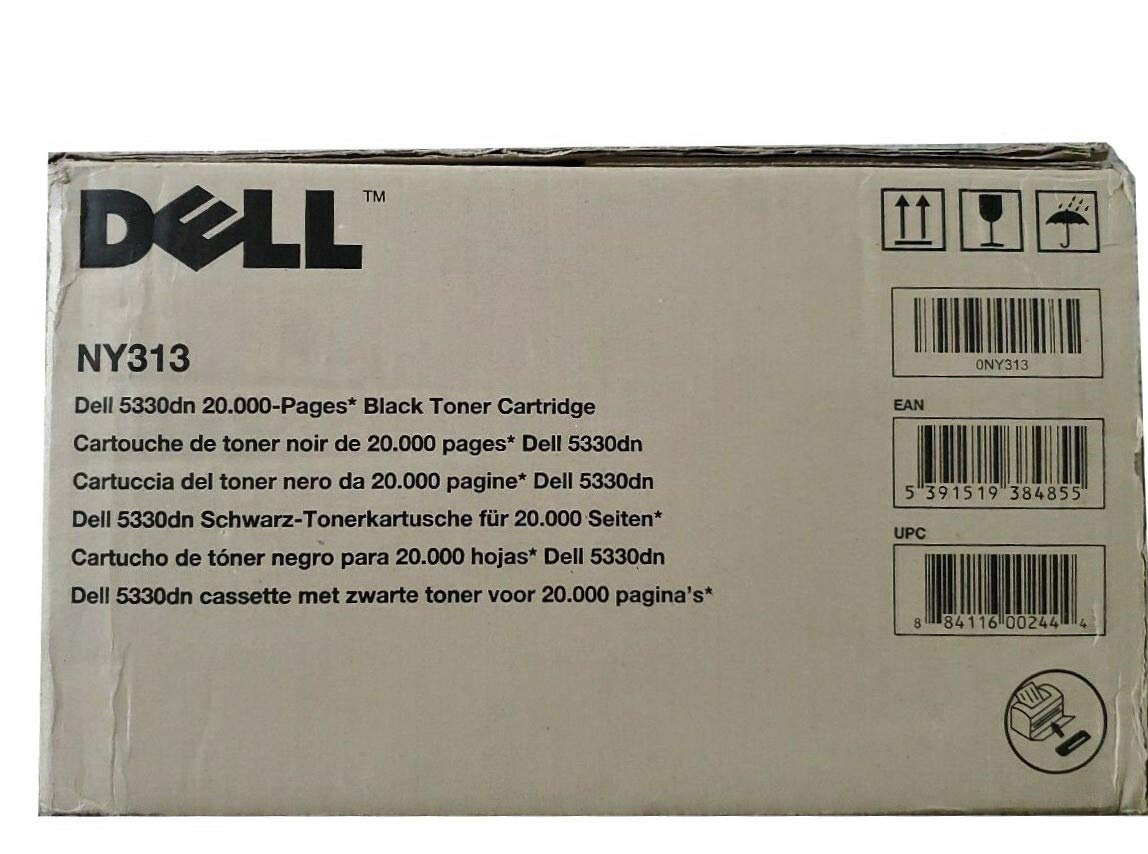 DELL™
NY313
Dell 5330dn 20.000-Pages* Black Toner Cartridge
Cartouche de toner noir de 20.000 pages* Dell 5330dn
Cartuccia del toner nero da 20.000 pagine* Dell 5330dn
Dell 5330dn Schwarz-Tonerkartusche für 20.000 Seiten*
Cartucho de tóner negro para 20.000 hojas* Dell 5330dn
Dell 5330dn cassette met zwarte toner voor 20.000 pagina's*
0NY313
EAN
5 391519 384855
UPC
8 84116 00244 4